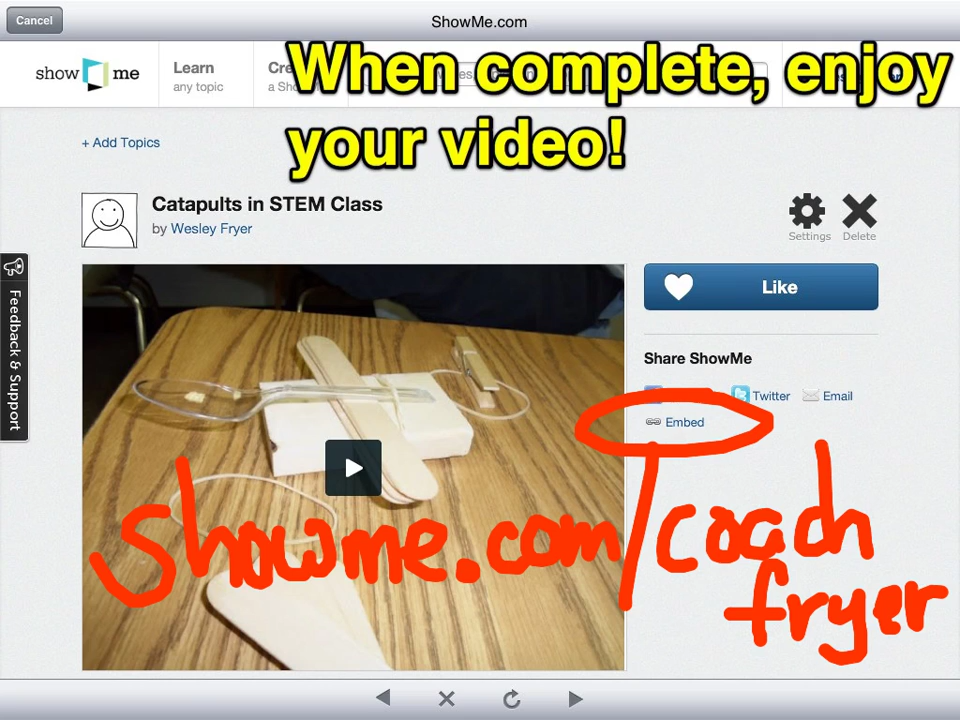 Cancel
ShowMe.com
show me
Learn
any topic
When complete, enjoy
your video!
+ Add Topics
Catapults in STEM Class
by Wesley Fryer
Settings
Delete
Feedback & Support
Like
Share ShowMe
Twitter
Email
Embed
showme.com/coach
fryer